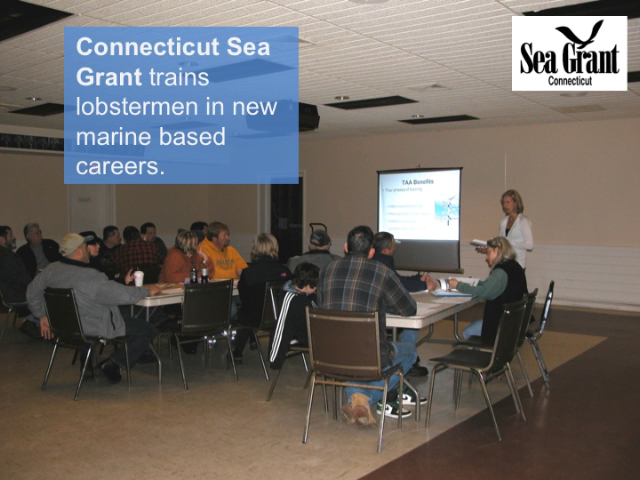 Connecticut Sea
Grant trains
lobstermen in new
marine based
careers.
Sea Grant
Connecticut
TAA Benefits